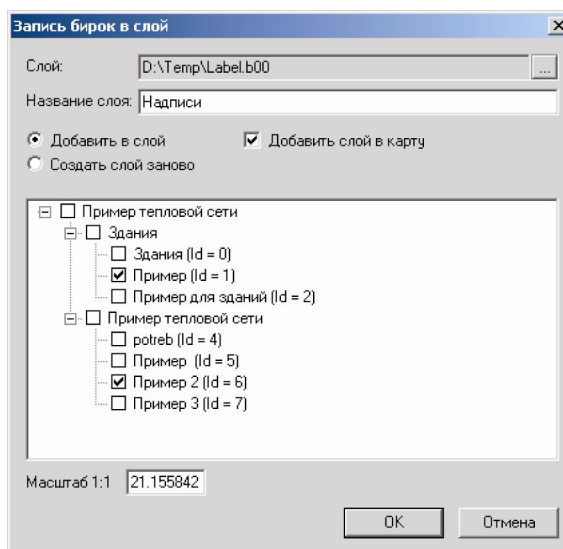 Запись бирок в слой
Слой: D:\Temp\Label.b00 ...
Название слоя: Надписи
Добавить в слой Добавить слой в карту
Создать слой заново
Пример тепловой сети
Здания
Здания (Id = 0)
Пример (Id = 1)
Пример для зданий (Id = 2)
Пример тепловой сети
potreb (Id = 4)
Пример (Id = 5)
Пример 2 (Id = 6)
Пример 3 (Id = 7)
Масштаб 1:1 21.155842
OK Отмена